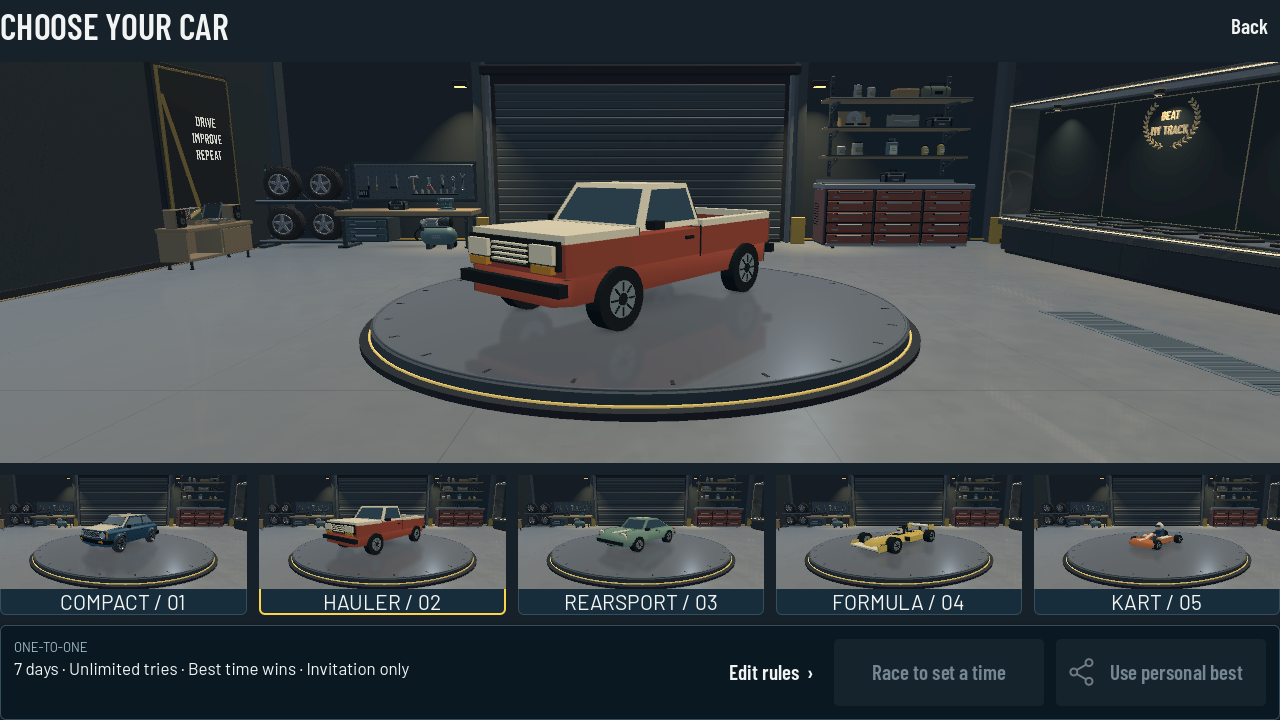 CHOOSE YOUR CAR
Back
DRIVE
IMPROVE
REPEAT
BEAT
MY TRACK
COMPACT / 01
HAULER / 02
REARSPORT / 03
FORMULA / 04
KART / 05
ONE-TO-ONE
7 days · Unlimited tries · Best time wins · Invitation only
Edit rules ›
Race to set a time
Use personal best